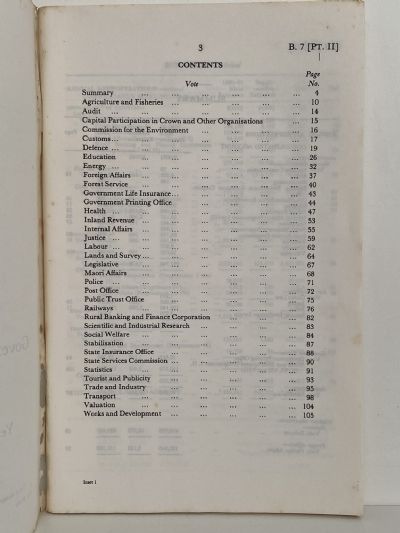 3 B. 7 [PT. II]
CONTENTS
Page
Vote— No.
Summary ... ... ... ... ... ... 4
Agriculture and Fisheries ... ... ... ... ... 10
Audit ... ... ... ... ... ... 14
Capital Participation in Crown and Other Organisations ... ... 15
Commission for the Environment ... ... ... ... 16
Customs ... ... ... ... ... ... 17
Defence ... ... ... ... ... ... 19
Education ... ... ... ... ... ... 26
Energy ... ... ... ... ... ... 32
Foreign Affairs ... ... ... ... ... ... 37
Forest Service ... ... ... ... ... ... 40
Government Life Insurance ... ... ... ... ... 43
Government Printing Office ... ... ... ... ... 44
Health ... ... ... ... ... ... 47
Inland Revenue ... ... ... ... ... ... 53
Internal Affairs ... ... ... ... ... ... 55
Justice ... ... ... ... ... ... 59
Labour ... ... ... ... ... ... 62
Lands and Survey ... ... ... ... ... ... 64
Legislative ... ... ... ... ... ... 67
Maori Affairs ... ... ... ... ... ... 68
Police ... ... ... ... ... ... 71
Post Office ... ... ... ... ... ... 72
Public Trust Office ... ... ... ... ... 75
Railways ... ... ... ... ... ... 76
Rural Banking and Finance Corporation ... ... ... 82
Scientific and Industrial Research ... ... ... ... 83
Social Welfare ... ... ... ... ... ... 84
Stabilisation ... ... ... ... ... ... 87
State Insurance Office ... ... ... ... ... 88
State Services Commission ... ... ... ... ... 90
Statistics ... ... ... ... ... ... 91
Tourist and Publicity ... ... ... ... ... 93
Trade and Industry ... ... ... ... ... 95
Transport ... ... ... ... ... ... 98
Valuation ... ... ... ... ... ... 104
Weeks and Development ... ... ... ... ... 105
Inset 1